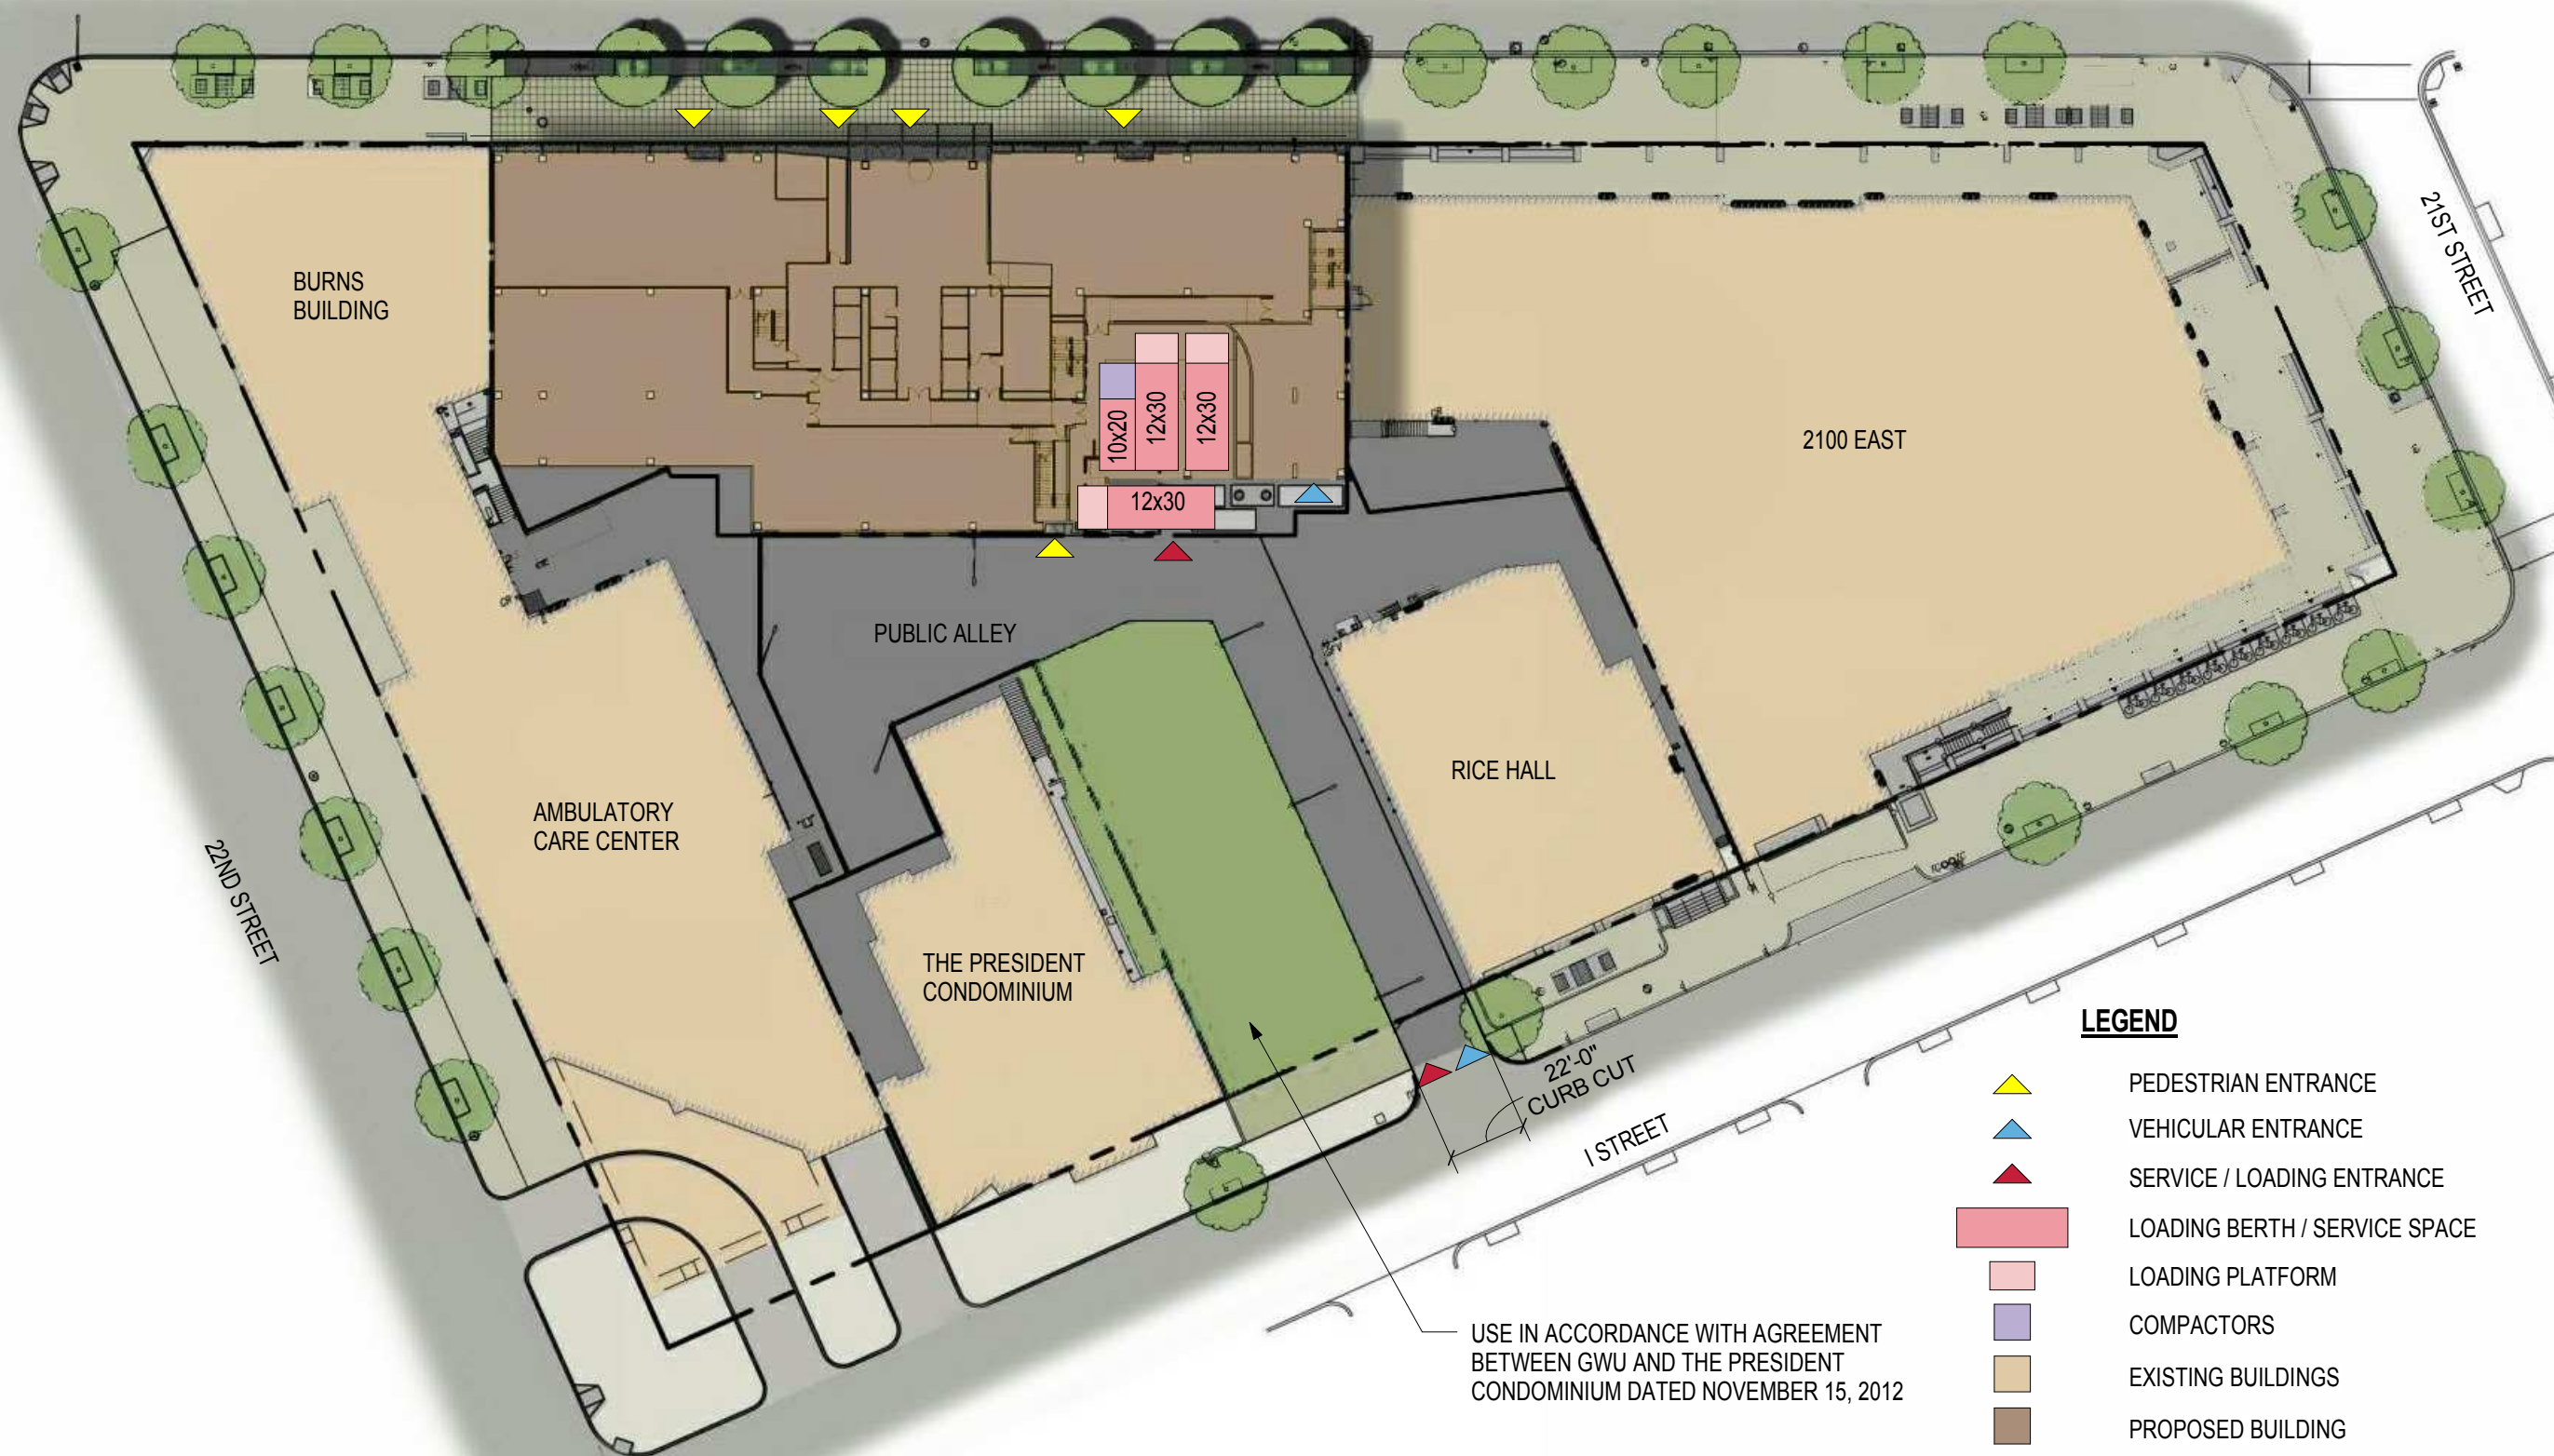 BURNS
BUILDING
2100 EAST
21ST STREET
10x20
12x30
12x30
12x30
PUBLIC ALLEY
RICE HALL
AMBULATORY
CARE CENTER
22ND STREET
THE PRESIDENT
CONDOMINIUM
22'-0"
CURB CUT
I STREET
USE IN ACCORDANCE WITH AGREEMENT
BETWEEN GWU AND THE PRESIDENT
CONDOMINIUM DATED NOVEMBER 15, 2012
LEGEND
PEDESTRIAN ENTRANCE
VEHICULAR ENTRANCE
SERVICE / LOADING ENTRANCE
LOADING BERTH / SERVICE SPACE
LOADING PLATFORM
COMPACTORS
EXISTING BUILDINGS
PROPOSED BUILDING